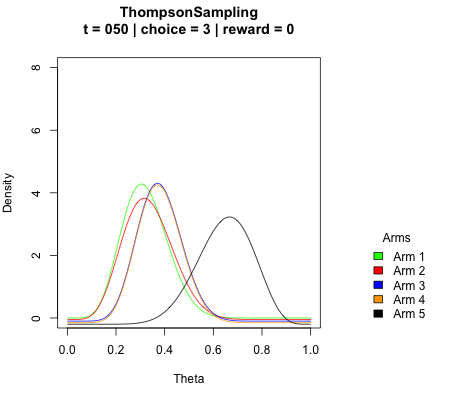 ThompsonSampling
t = 050 | choice = 3 | reward = 0
Density
8
6
4
2
0
0.0 0.2 0.4 0.6 0.8 1.0
Theta
Arms
Arm 1
Arm 2
Arm 3
Arm 4
Arm 5